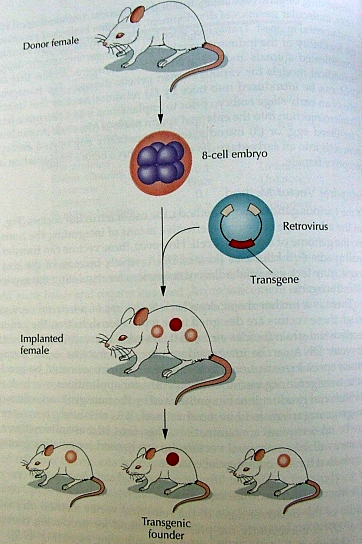 Donor female
8-cell embryo
Retrovirus
Transgene
Implanted
female
Transgenic
founder